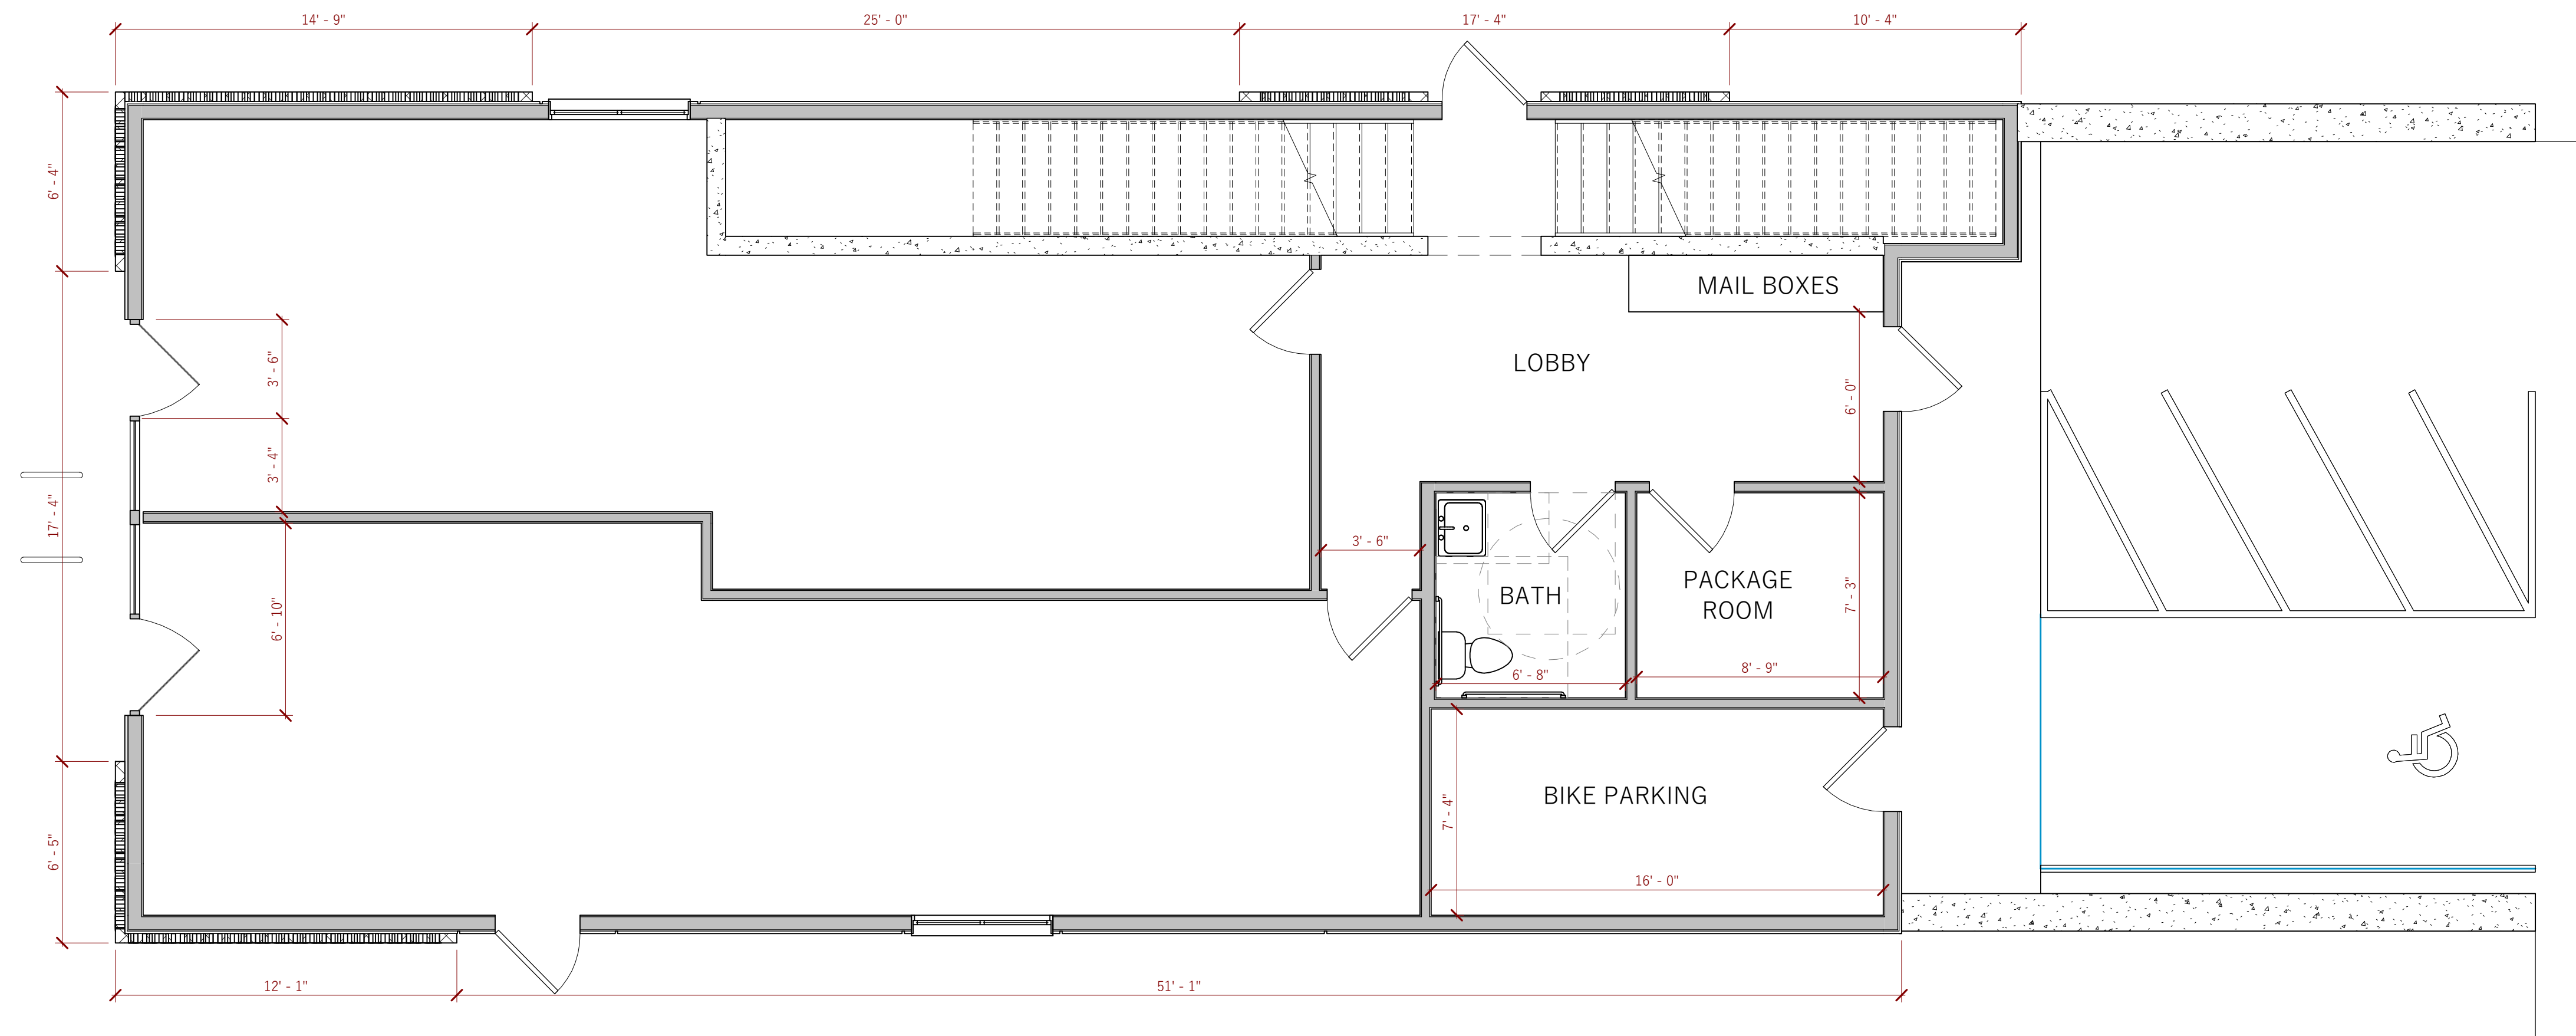 14' - 9"
25' - 0"
17' - 4"
10' - 4"
6' - 4"
MAIL BOXES
LOBBY
3' - 6"
6' - 0"
3' - 4"
17' - 4"
3' - 6"
PACKAGE
ROOM
BATH
7' - 3"
6' - 10"
6' - 8"
8' - 9"
BIKE PARKING
7' - 4"
6' - 5"
16' - 0"
12' - 1"
51' - 1"